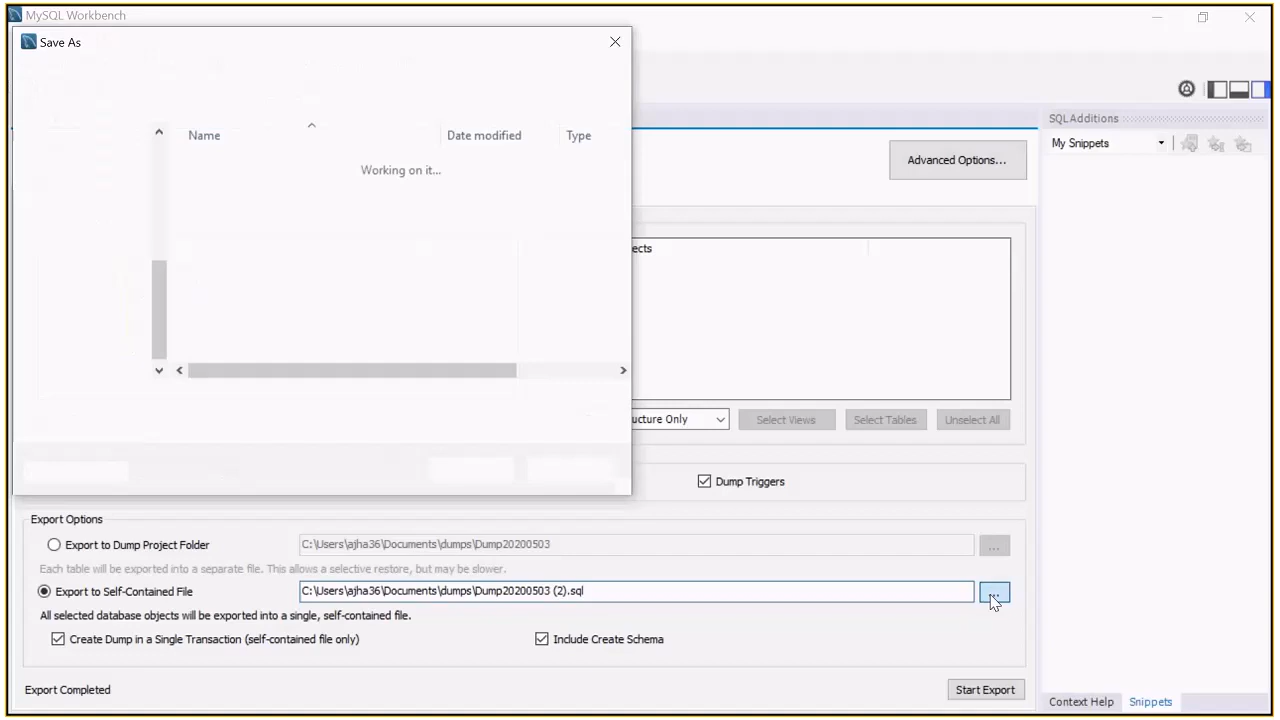 MySQL Workbench
Save As
Name
Date modified
Type
Working on it...
SQL Additions
My Snippets
Advanced Options...
ects
ucture Only
Select Views
Select Tables
Unselect All
Dump Triggers
Export Options
Export to Dump Project Folder
C:\Users\ajha36\Documents\dumps\Dump20200503
...
Each table will be exported into a separate file. This allows a selective restore, but may be slower.
Export to Self-Contained File
C:\Users\ajha36\Documents\dumps\Dump20200503 (2).sql
...
All selected database objects will be exported into a single, self-contained file.
Create Dump in a Single Transaction (self-contained file only)
Include Create Schema
Export Completed
Start Export
Context Help
Snippets